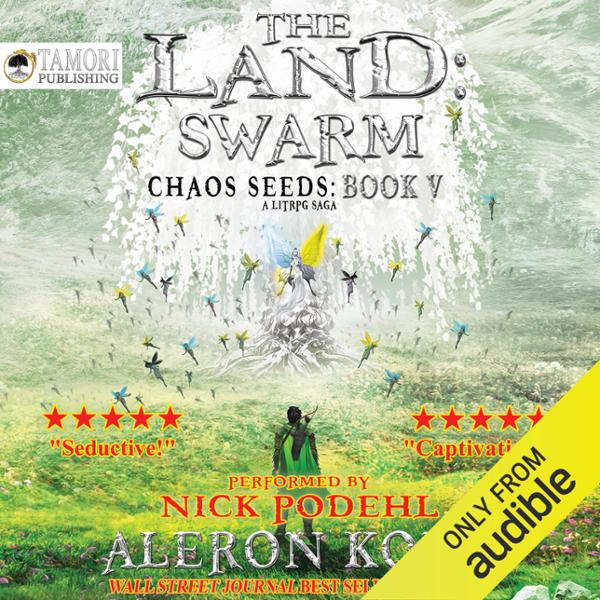 TAMORI
PUBLISHING
THE
LAND:
SWARM
CHAOS SEEDS: BOOK V
A LITRPG SAGA
"Seductive!"
PERFORMED BY
NICK PODEHL
ALERON
WALL STREET JOURNAL BEST
ONLY FROM
audible